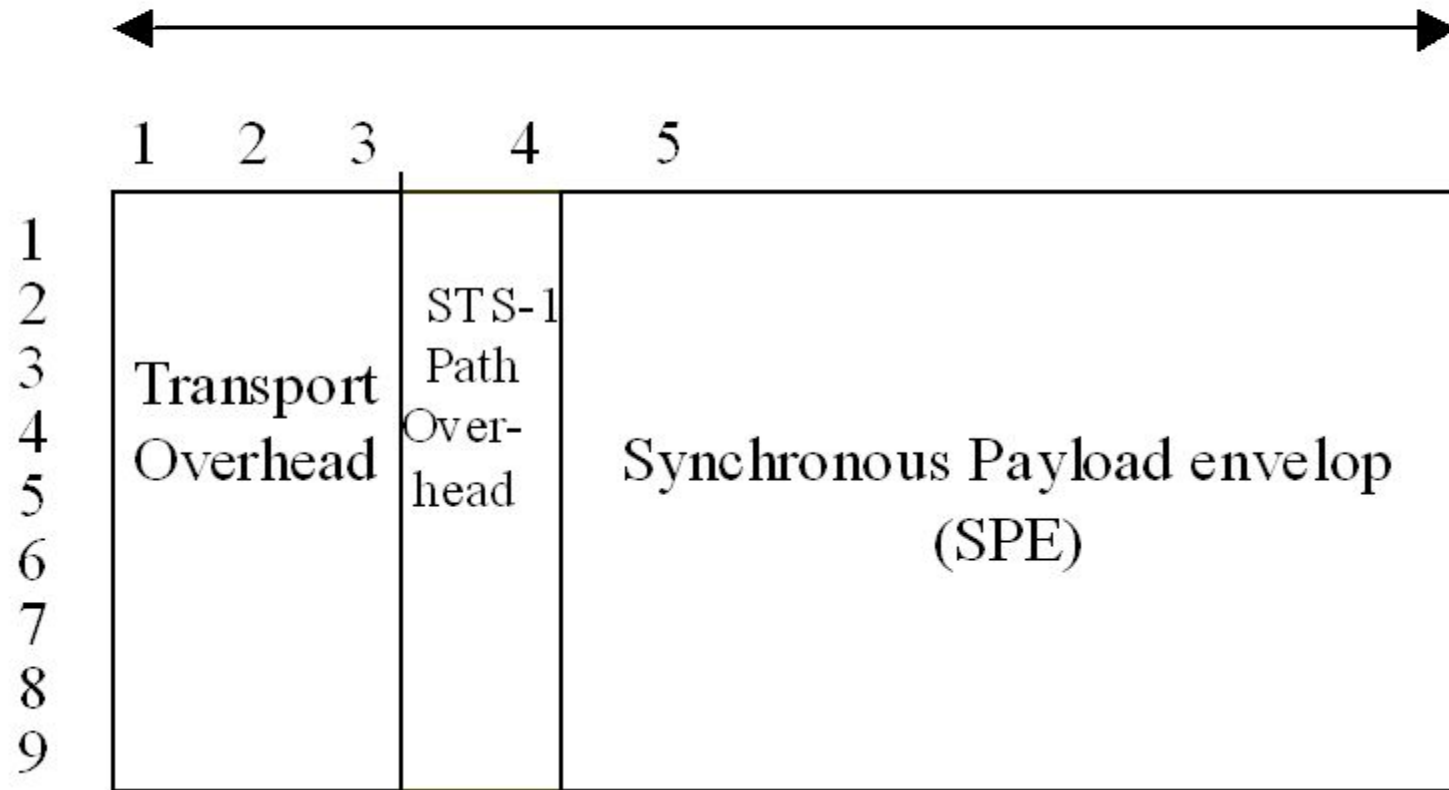 1 2 3 4 5
1
2
3
4
5
6
7
8
9
Transport
Overhead
STS-1
Path
Over-
head
Synchronous Payload envelop
(SPE)